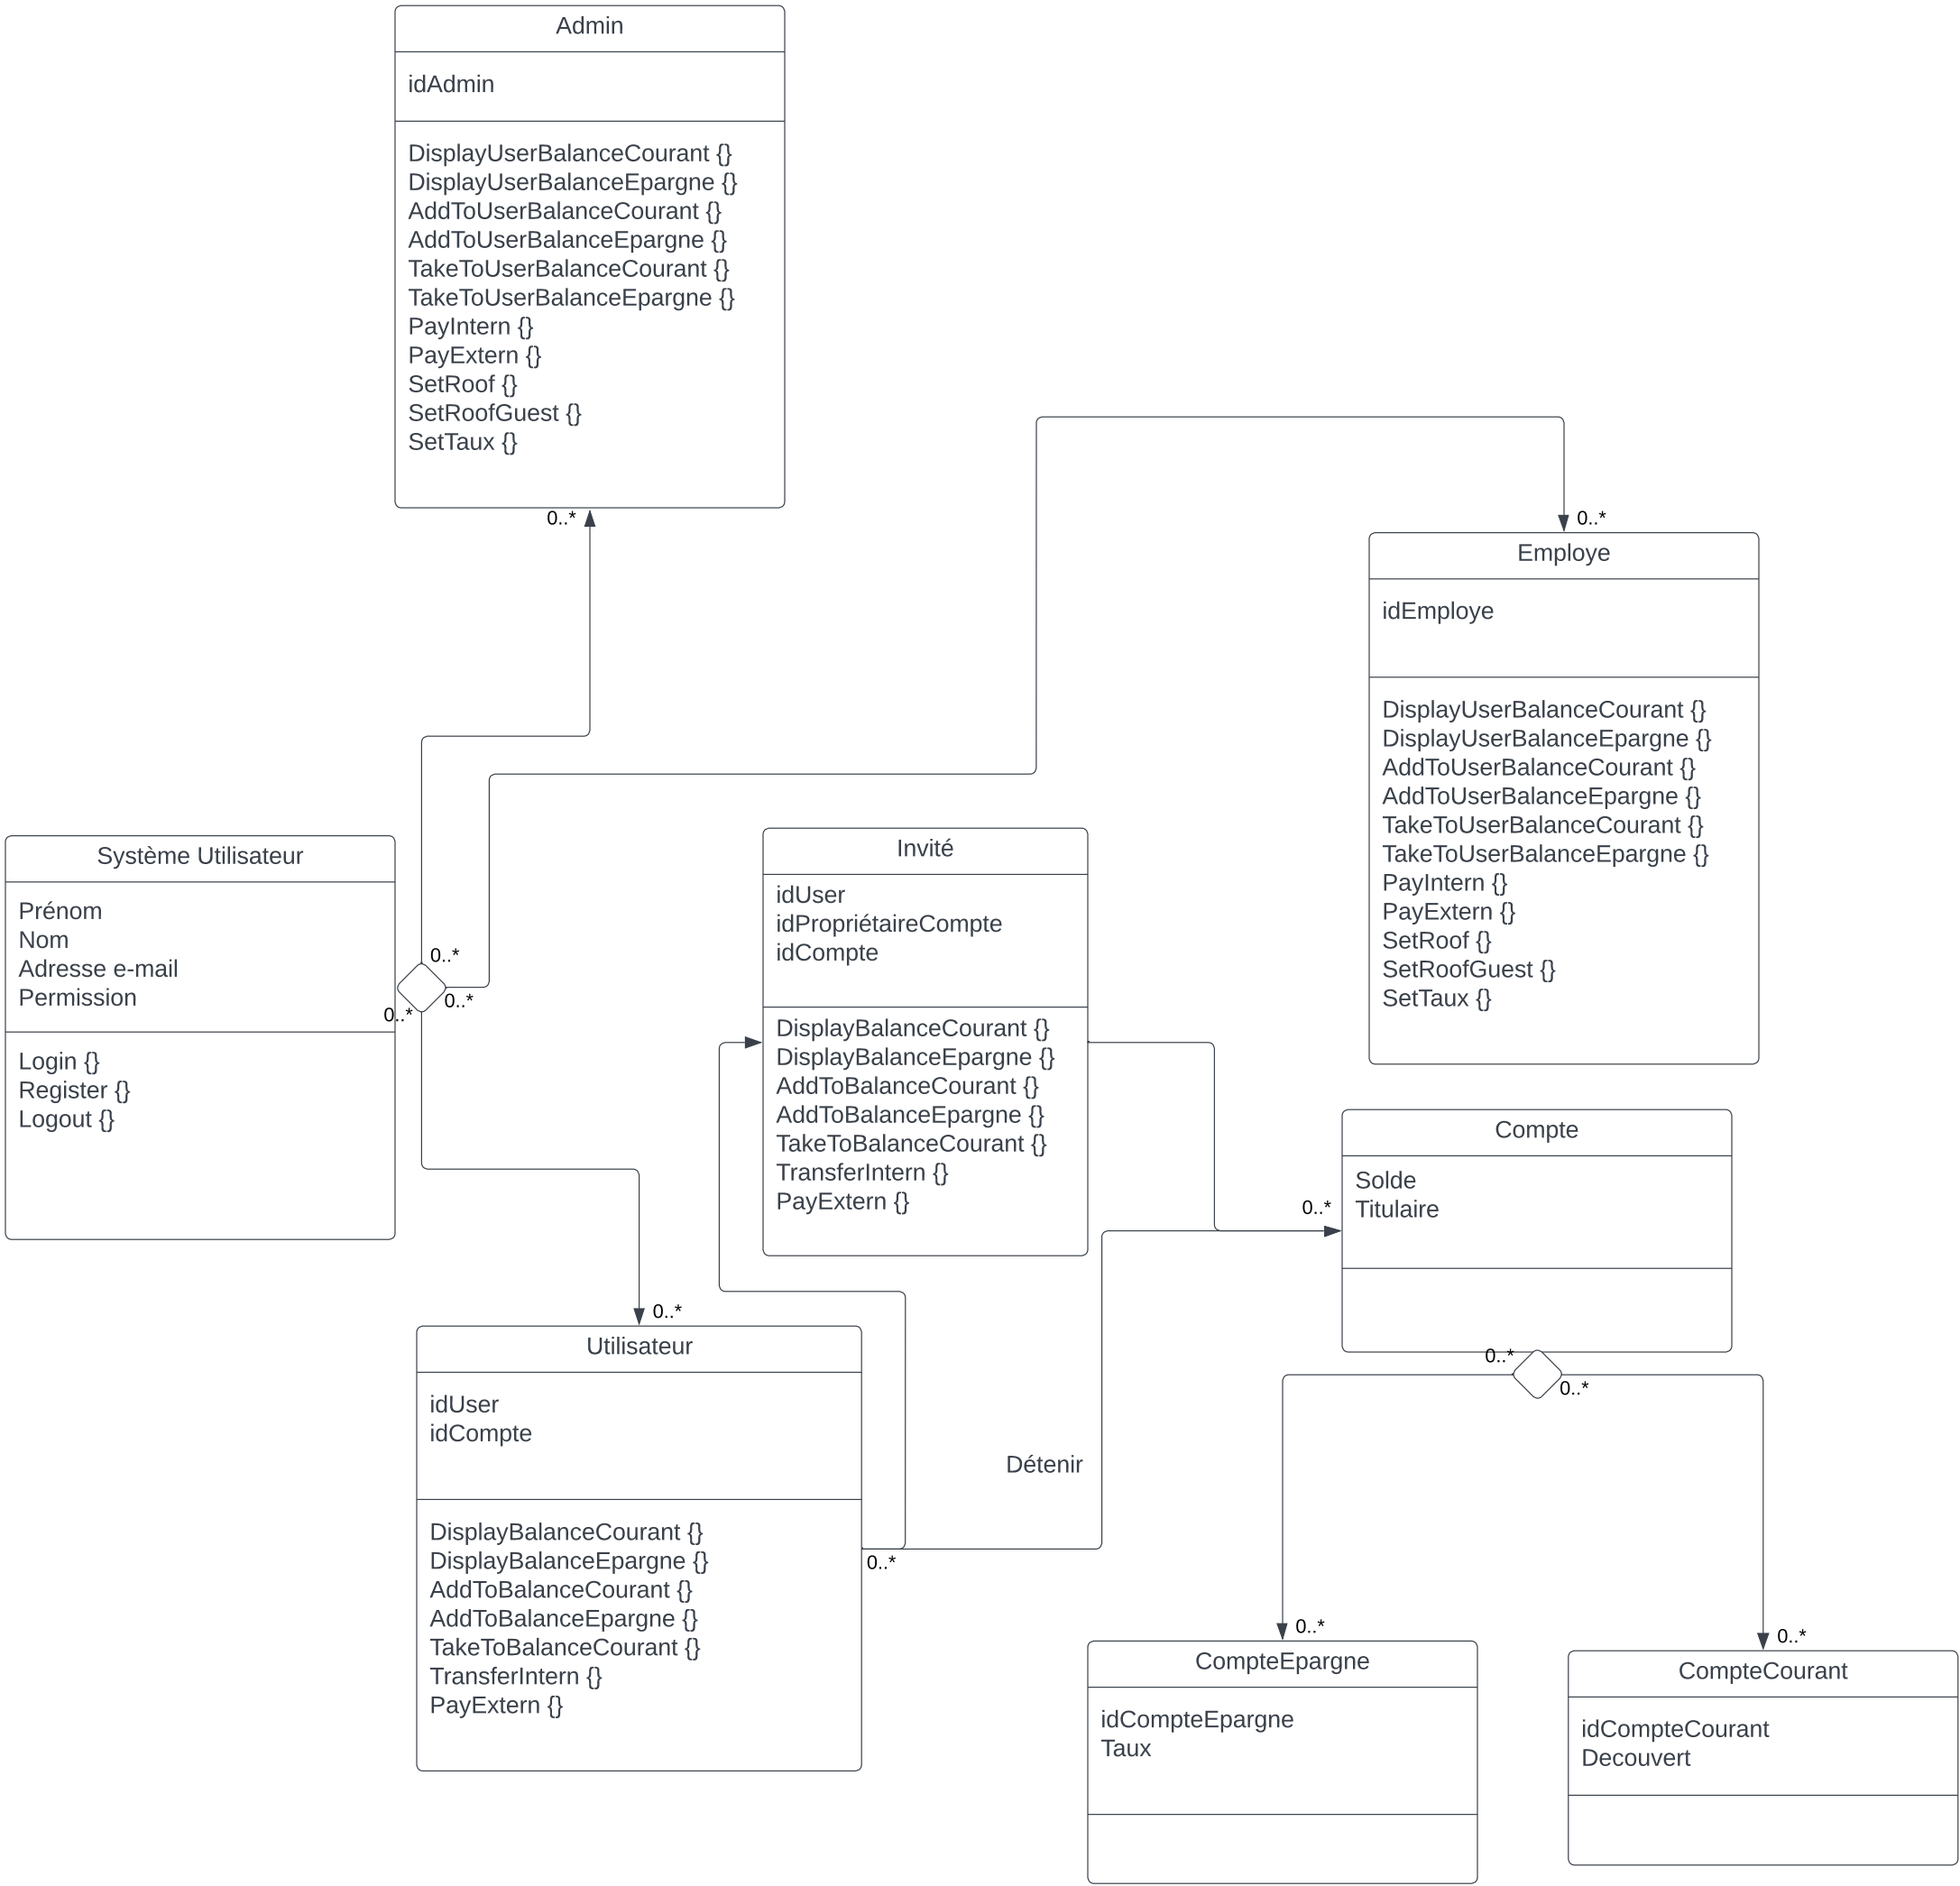 Admin
idAdmin
DisplayUserBalanceCourant {}
DisplayUserBalanceEpargne {}
AddToUserBalanceCourant {}
AddToUserBalanceEpargne {}
TakeToUserBalanceCourant {}
TakeToUserBalanceEpargne {}
PayIntern {}
PayExtern {}
SetRoof {}
SetRoofGuest {}
SetTaux {}
0..*
0..*
Employe
idEmploye
DisplayUserBalanceCourant {}
DisplayUserBalanceEpargne {}
AddToUserBalanceCourant {}
AddToUserBalanceEpargne {}
TakeToUserBalanceCourant {}
TakeToUserBalanceEpargne {}
PayIntern {}
PayExtern {}
SetRoof {}
SetRoofGuest {}
SetTaux {}
Système Utilisateur
Prénom
Nom
Adresse e-mail
Permission
Login {}
Register {}
Logout {}
0..*
0..*
0..*
Invité
idUser
idPropriétaireCompte
idCompte
DisplayBalanceCourant {}
DisplayBalanceEpargne {}
AddToBalanceCourant {}
AddToBalanceEpargne {}
TakeToBalanceCourant {}
TransferIntern {}
PayExtern {}
0..*
Compte
Solde
Titulaire
0..*
0..*
0..*
Utilisateur
idUser
idCompte
DisplayBalanceCourant {}
DisplayBalanceEpargne {}
AddToBalanceCourant {}
AddToBalanceEpargne {}
TakeToBalanceCourant {}
TransferIntern {}
PayExtern {}
Détenir
0..*
0..*
CompteEpargne
idCompteEpargne
Taux
0..*
CompteCourant
idCompteCourant
Decouvert